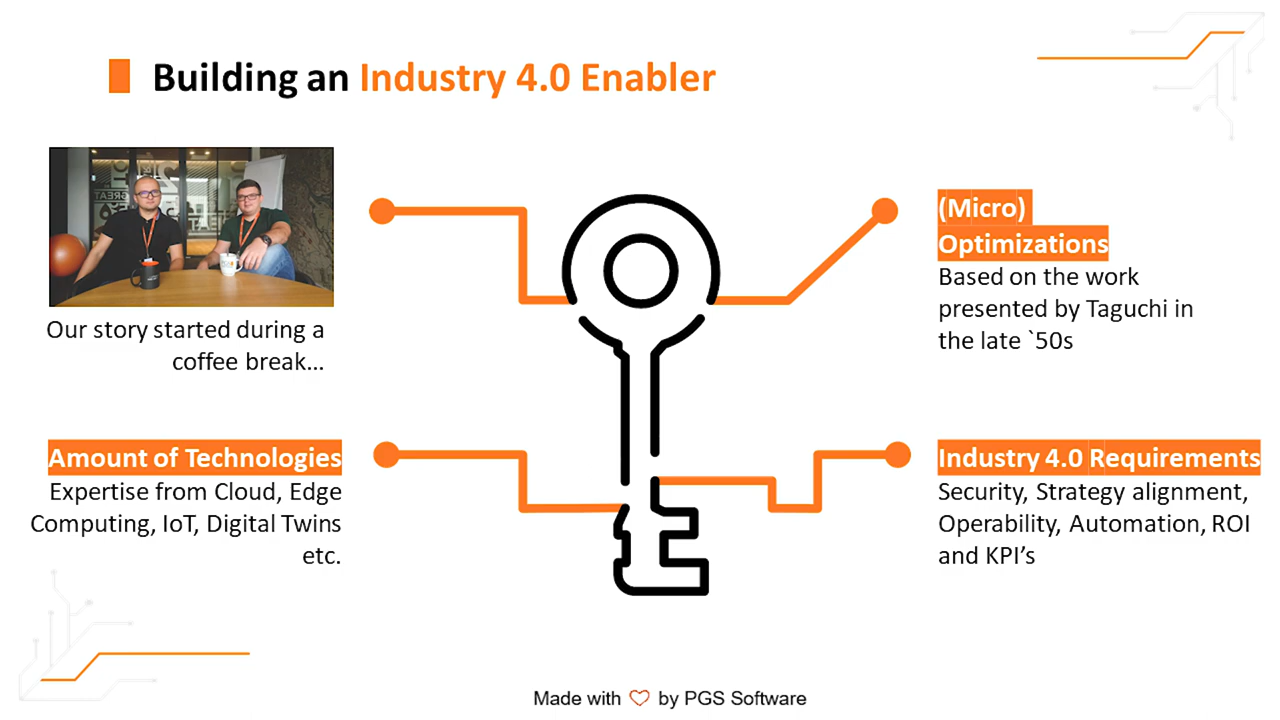 Building an Industry 4.0 Enabler
Our story started during a
coffee break...
(Micro)
Optimizations
Based on the work
presented by Taguchi in
the late `50s
Amount of Technologies
Expertise from Cloud, Edge
Computing, IoT, Digital Twins
etc.
Industry 4.0 Requirements
Security, Strategy alignment,
Operability, Automation, ROI
and KPI’s
Made with by PGS Software